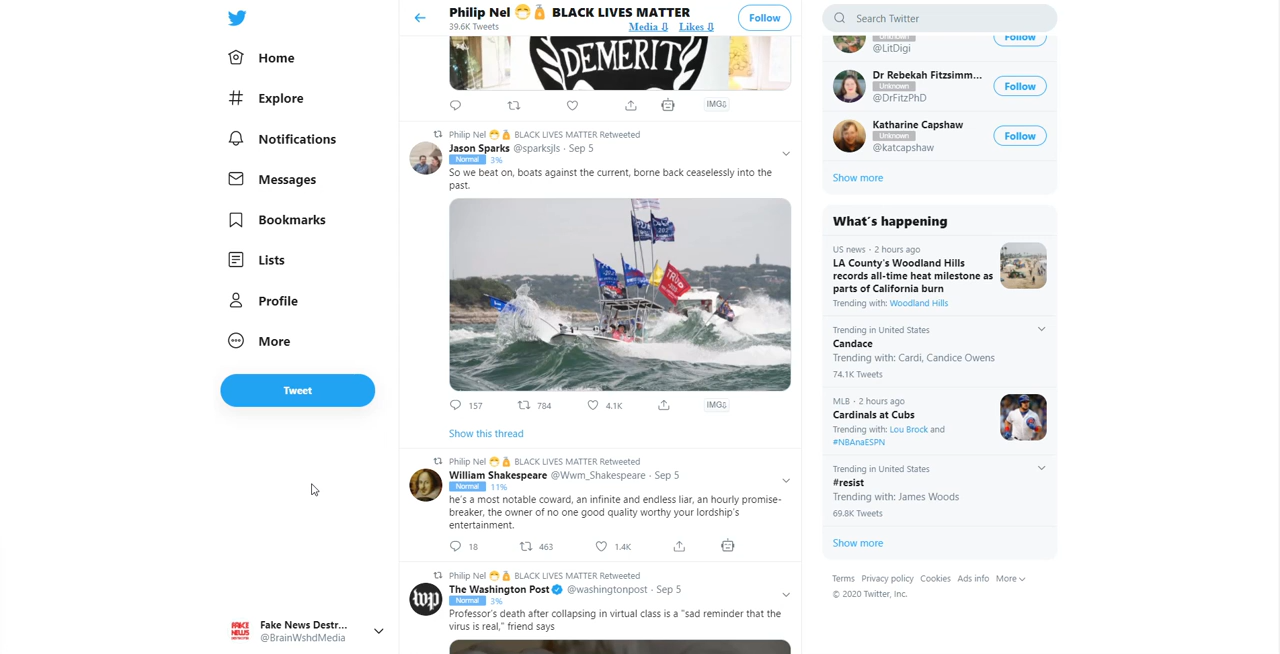 Home
Explore
Notifications
Messages
Bookmarks
Lists
Profile
More
Tweet
FAKE NEWS
Fake News Destr...
@BrainWshdMedia
Philip Nel 😷🧴 BLACK LIVES MATTER
39.6K Tweets
Media ⇩ Likes ⇩
Follow
DEMERIT
IMG⇩
Philip Nel 😷🧴 BLACK LIVES MATTER Retweeted
Jason Sparks @sparksjls · Sep 5
Normal 3%
So we beat on, boats against the current, borne back ceaselessly into the
past.
157 784 4.1K IMG⇩
Show this thread
Philip Nel 😷🧴 BLACK LIVES MATTER Retweeted
William Shakespeare @Wwm_Shakespeare · Sep 5
Normal 11%
he's a most notable coward, an infinite and endless liar, an hourly promise-
breaker, the owner of no one good quality worthy your lordship's
entertainment.
18 463 1.4K
Philip Nel 😷🧴 BLACK LIVES MATTER Retweeted
wp
The Washington Post @washingtonpost · Sep 5
Normal 3%
Professor's death after collapsing in virtual class is a "sad reminder that the
virus is real," friend says
Search Twitter
Unknown Follow
@LitDigi
Dr Rebekah Fitzsimm...
Unknown
@DrFitzPhD
Follow
Katharine Capshaw
Unknown
@katcapshaw
Follow
Show more
What's happening
US news · 2 hours ago
LA County's Woodland Hills
records all-time heat milestone as
parts of California burn
Trending with: Woodland Hills
Trending in United States
Candace
Trending with: Cardi, Candice Owens
74.1K Tweets
MLB · 2 hours ago
Cardinals at Cubs
Trending with: Lou Brock and
#NBAnaESPN
Trending in United States
#resist
Trending with: James Woods
69.8K Tweets
Show more
Terms Privacy policy Cookies Ads info More
© 2020 Twitter, Inc.